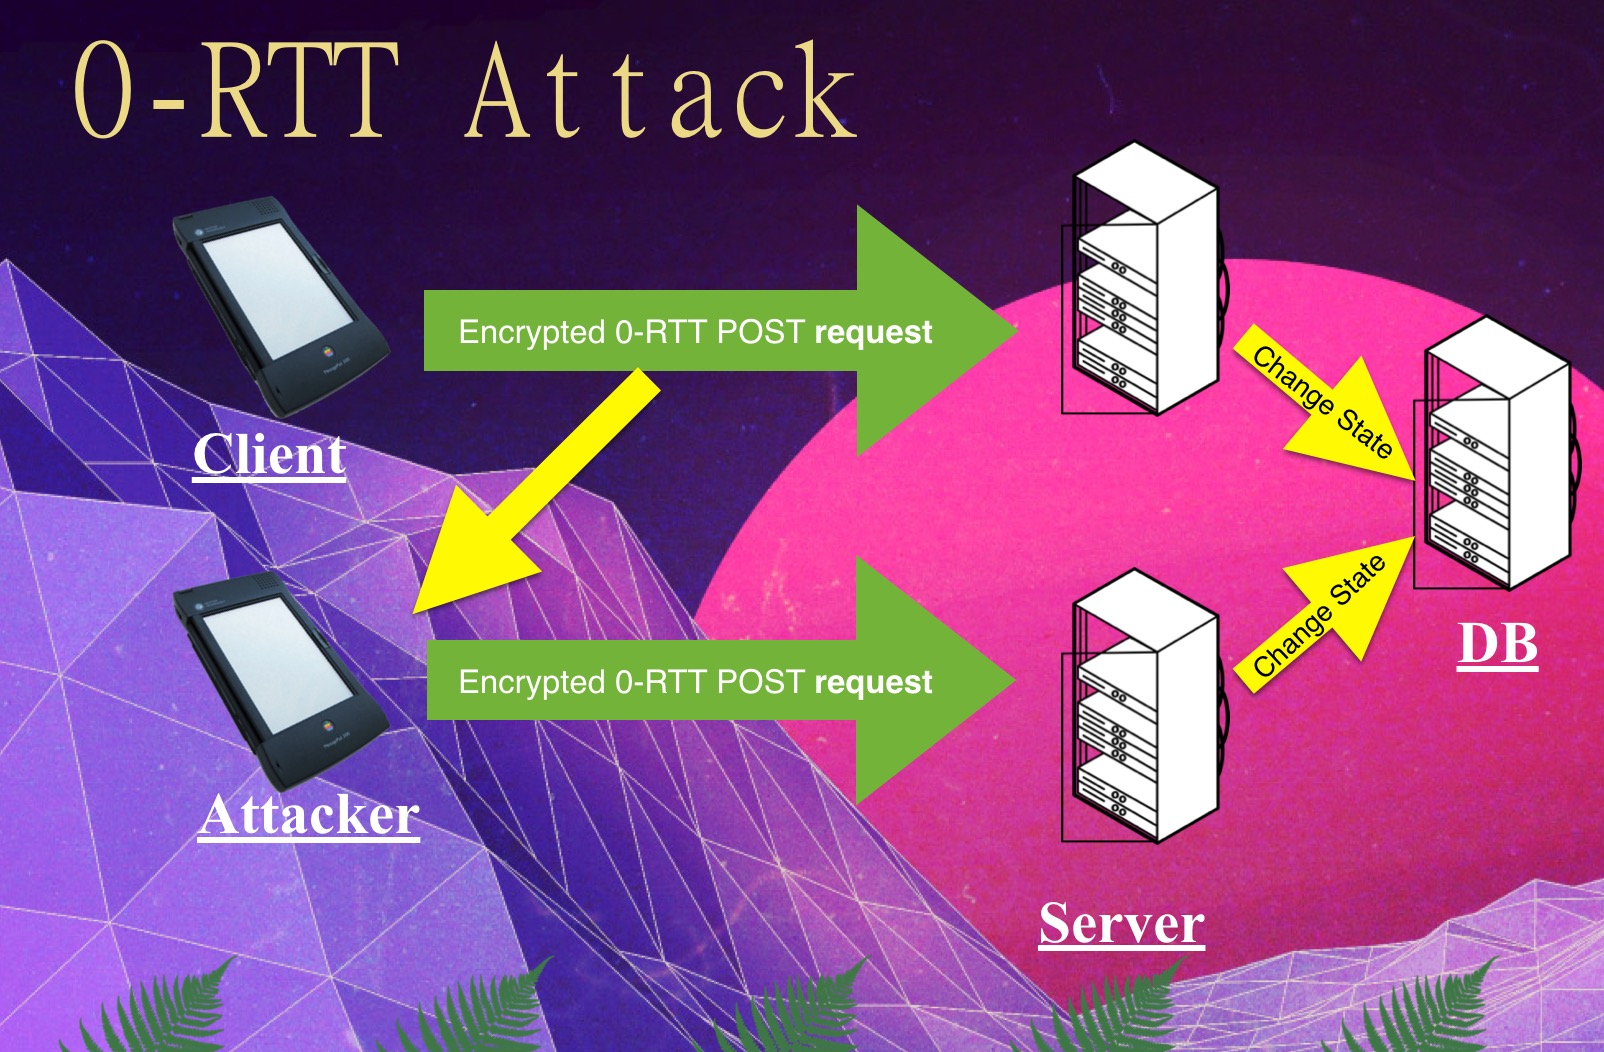 0-RTT Attack
Encrypted 0-RTT POST request
Change State
Client
Encrypted 0-RTT POST request
Change State
DB
Attacker
Server